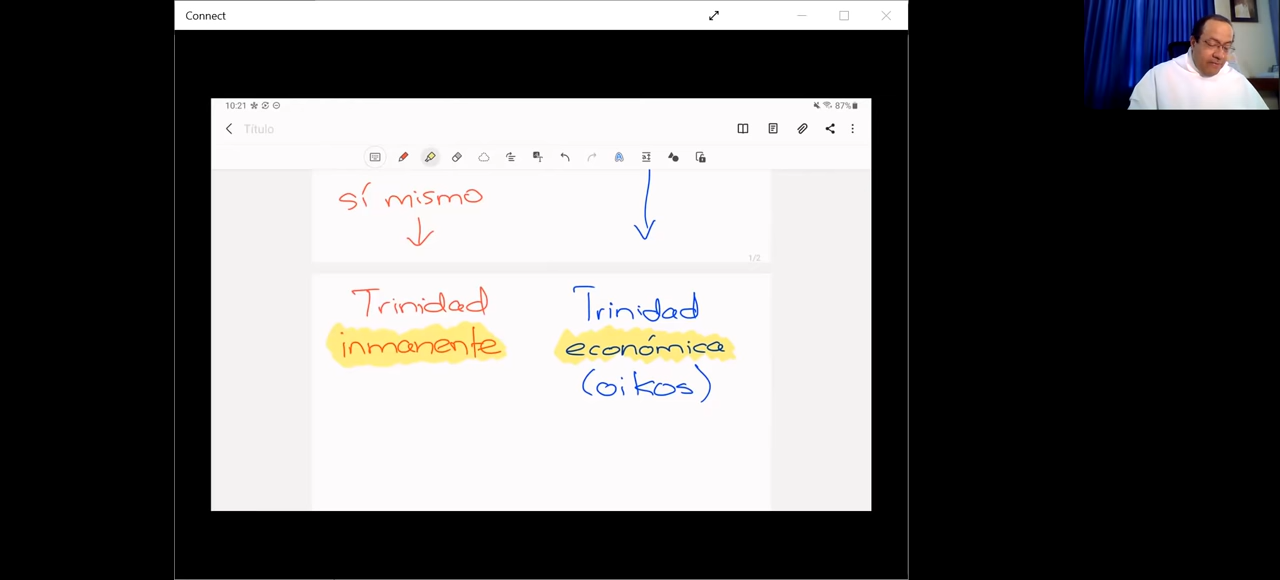 Connect
10:21
87%
Título
sí mismo
1/2
Trinidad
inmanente
Trinidad
económica
(oikos)